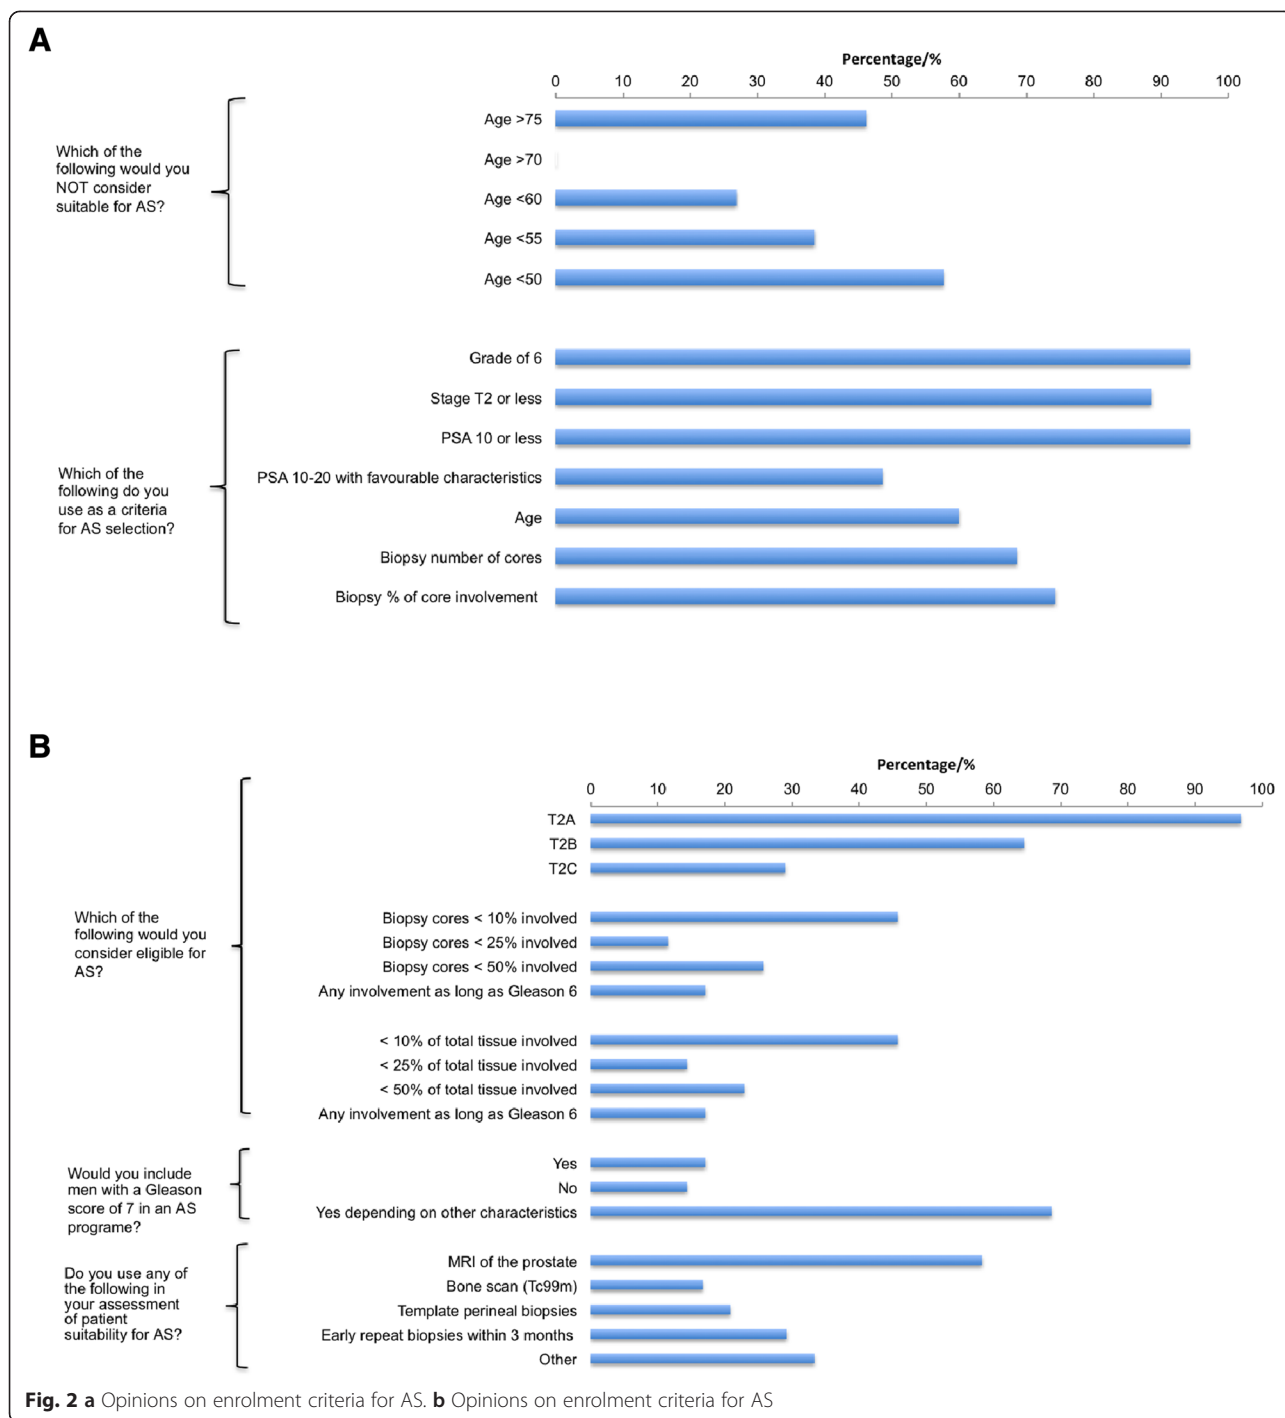 A
Percentage/%
0 10 20 30 40 50 60 70 80 90 100
Which of the
following would you
NOT consider
suitable for AS?
Age >75
Age >70
Age <60
Age <55
Age <50
Which of the
following do you
use as a criteria
for AS selection?
Grade of 6
Stage T2 or less
PSA 10 or less
PSA 10-20 with favourable characteristics
Age
Biopsy number of cores
Biopsy % of core involvement
B
Percentage/%
0 10 20 30 40 50 60 70 80 90 100
Which of the
following would you
consider eligible for
AS?
T2A
T2B
T2C
Biopsy cores < 10% involved
Biopsy cores < 25% involved
Biopsy cores < 50% involved
Any involvement as long as Gleason 6
< 10% of total tissue involved
< 25% of total tissue involved
< 50% of total tissue involved
Any involvement as long as Gleason 6
Would you include
men with a Gleason
score of 7 in an AS
programe?
Yes
No
Yes depending on other characteristics
Do you use any of
the following in
your assessment
of patient
suitability for AS?
MRI of the prostate
Bone scan (Tc99m)
Template perineal biopsies
Early repeat biopsies within 3 months
Other
Fig. 2 a Opinions on enrolment criteria for AS. b Opinions on enrolment criteria for AS